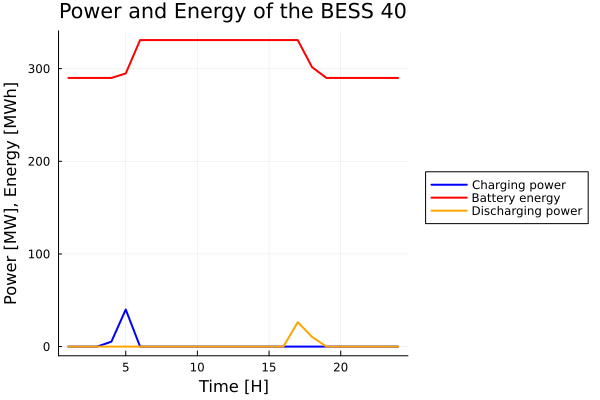 Power and Energy of the BESS 40
Power [MW], Energy [MWh]
300
200
100
0
5
10
15
20
Time [H]
Charging power
Battery energy
Discharging power